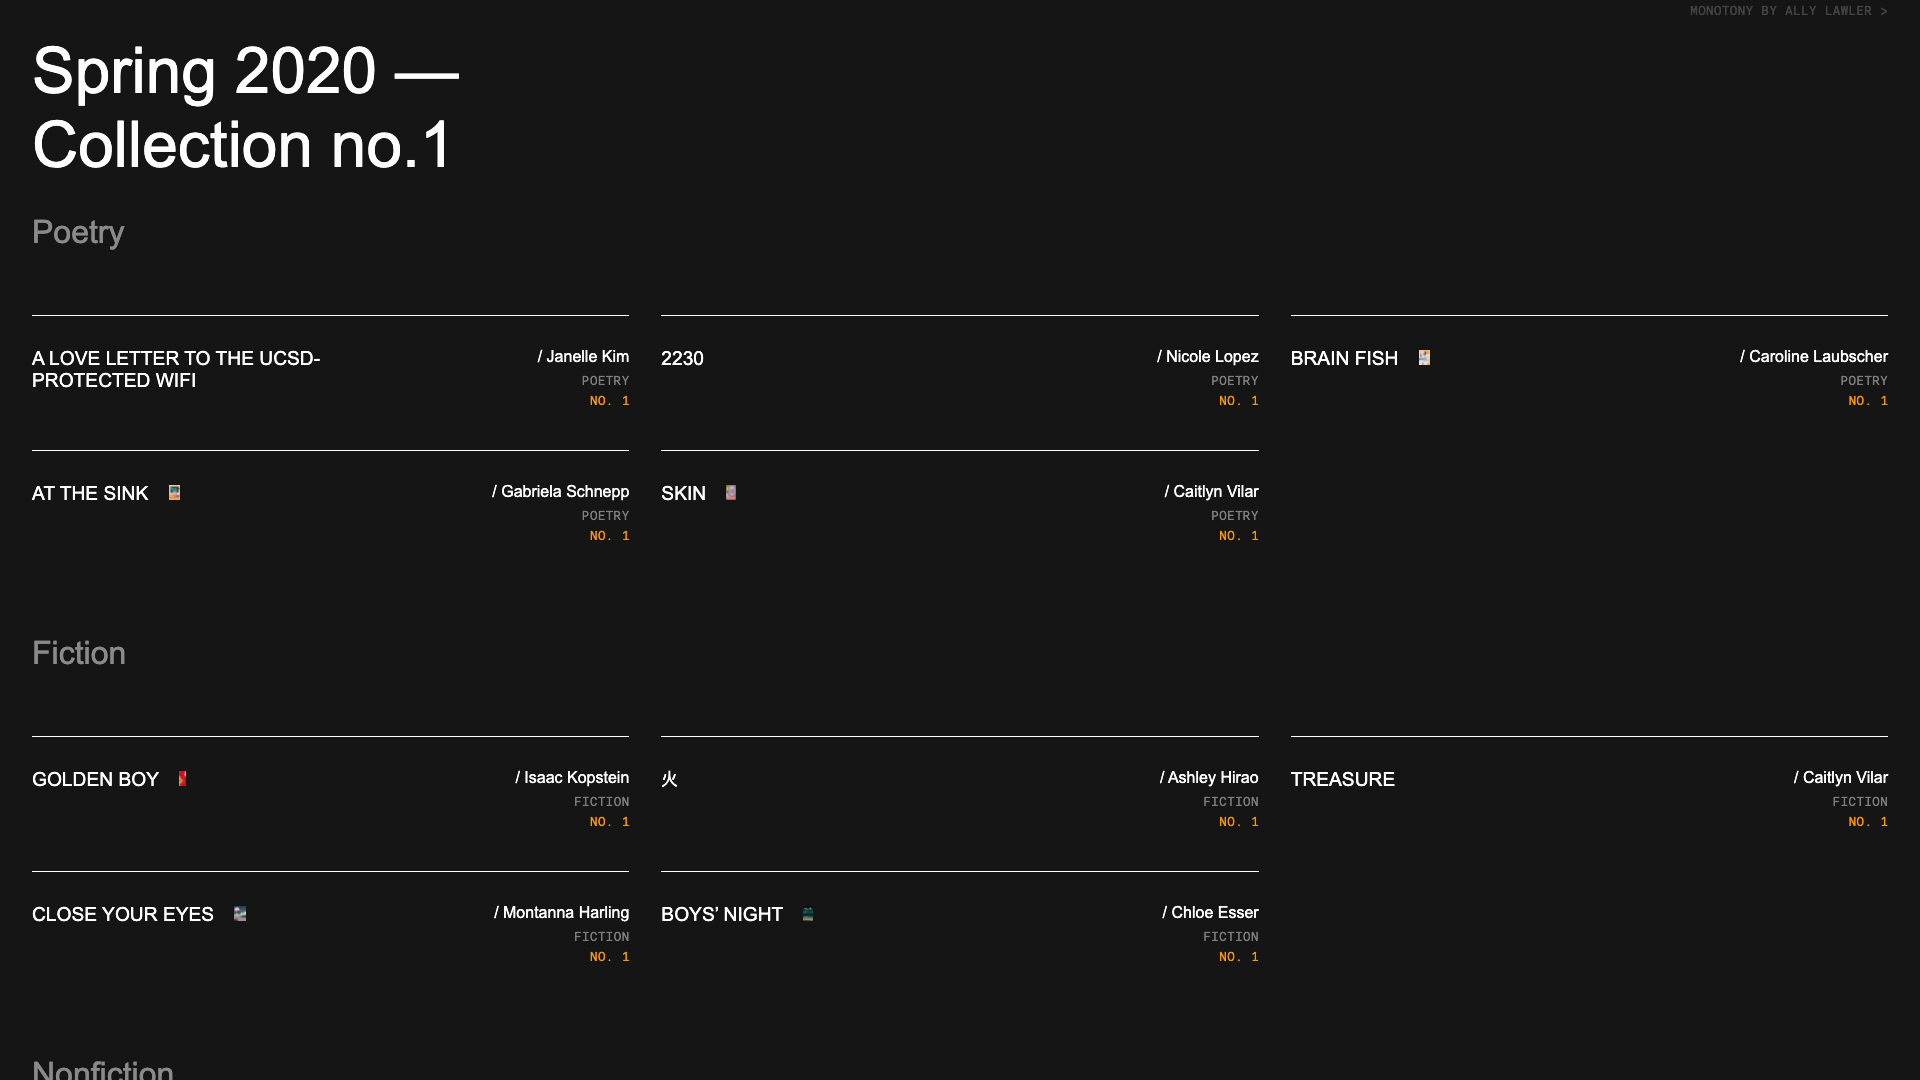 MONOTONY BY ALLY LAWLER >
Spring 2020 —
Collection no.1
Poetry
A LOVE LETTER TO THE UCSD-
PROTECTED WIFI
/ Janelle Kim
POETRY
NO. 1
2230
/ Nicole Lopez
POETRY
NO. 1
BRAIN FISH
/ Caroline Laubscher
POETRY
NO. 1
AT THE SINK
/ Gabriela Schnepp
POETRY
NO. 1
SKIN
/ Caitlyn Vilar
POETRY
NO. 1
Fiction
GOLDEN BOY
/ Isaac Kopstein
FICTION
NO. 1
火
/ Ashley Hirao
FICTION
NO. 1
TREASURE
/ Caitlyn Vilar
FICTION
NO. 1
CLOSE YOUR EYES
/ Montanna Harling
FICTION
NO. 1
BOYS’ NIGHT
/ Chloe Esser
FICTION
NO. 1
Nonfiction